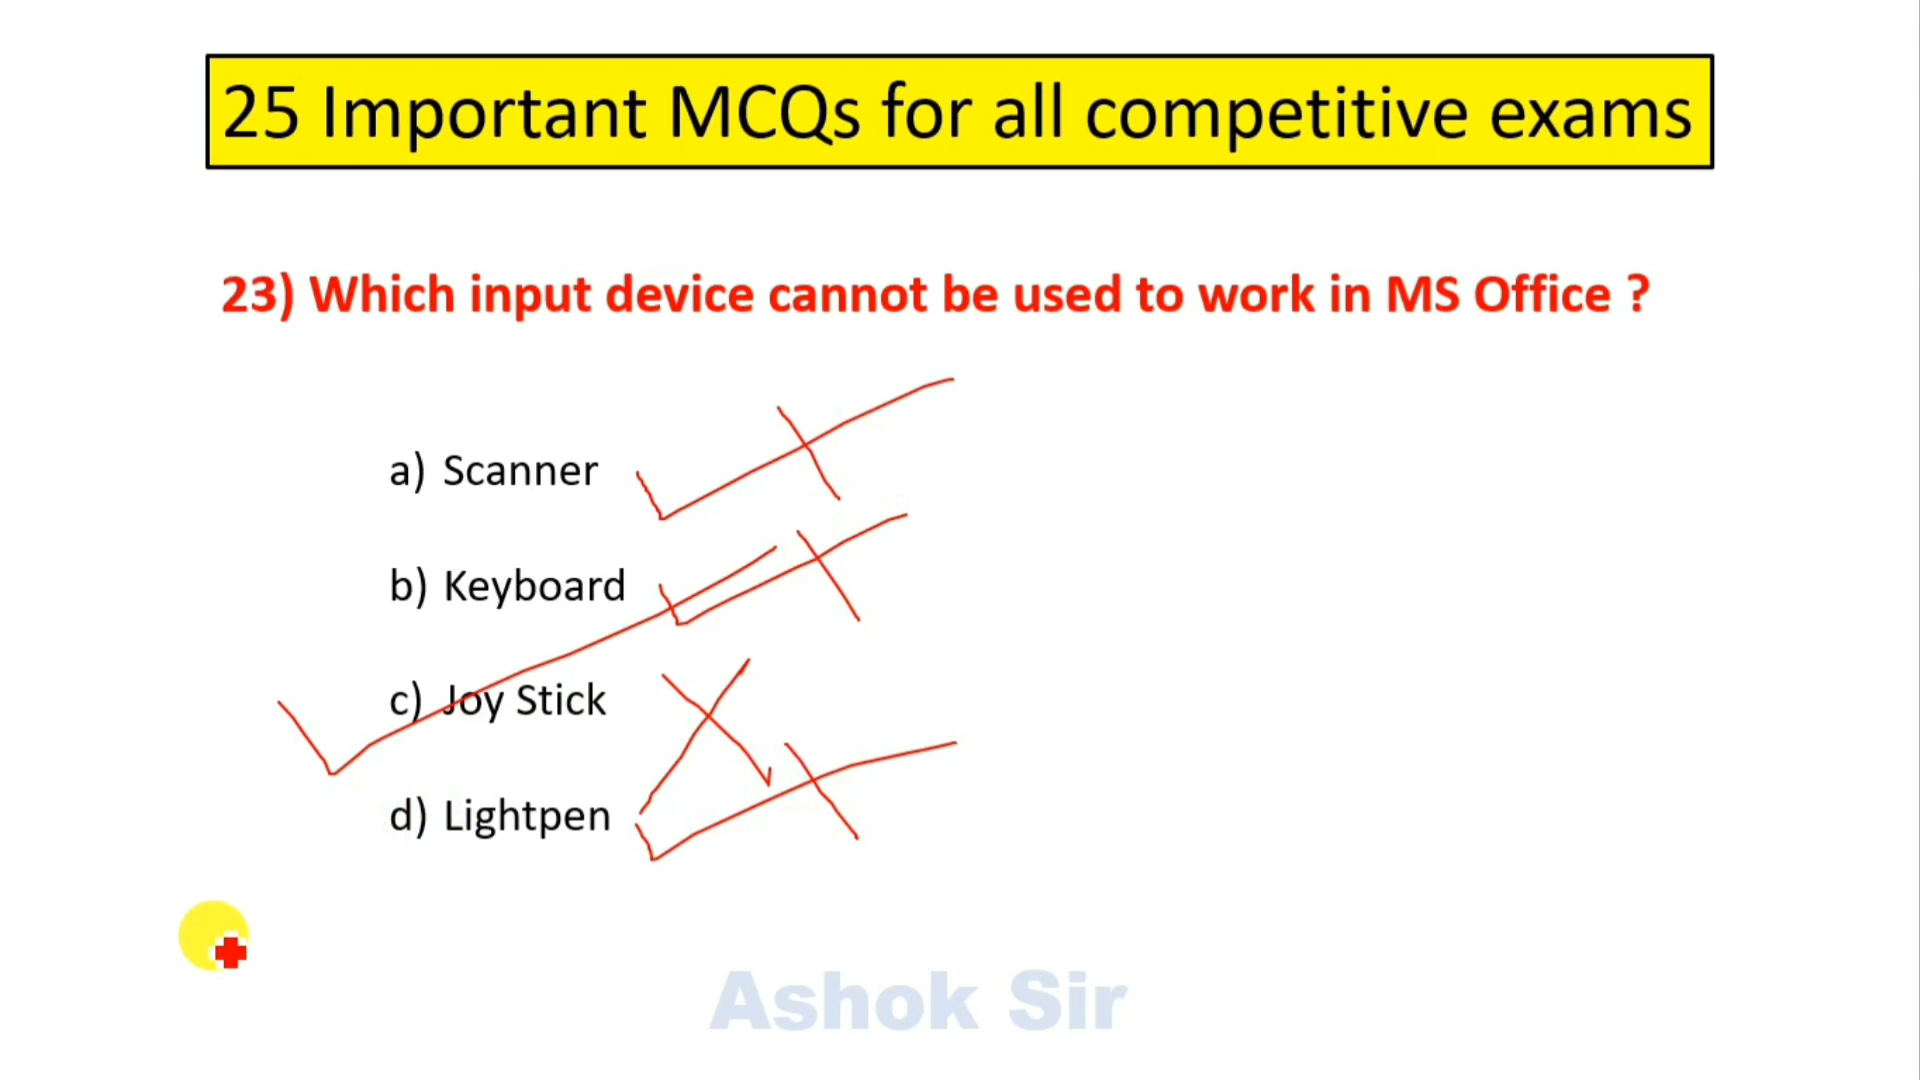 25 Important MCQs for all competitive exams
23) Which input device cannot be used to work in MS Office ?
a) Scanner
b) Keyboard
c) Joy Stick
d) Lightpen
Ashok Sir